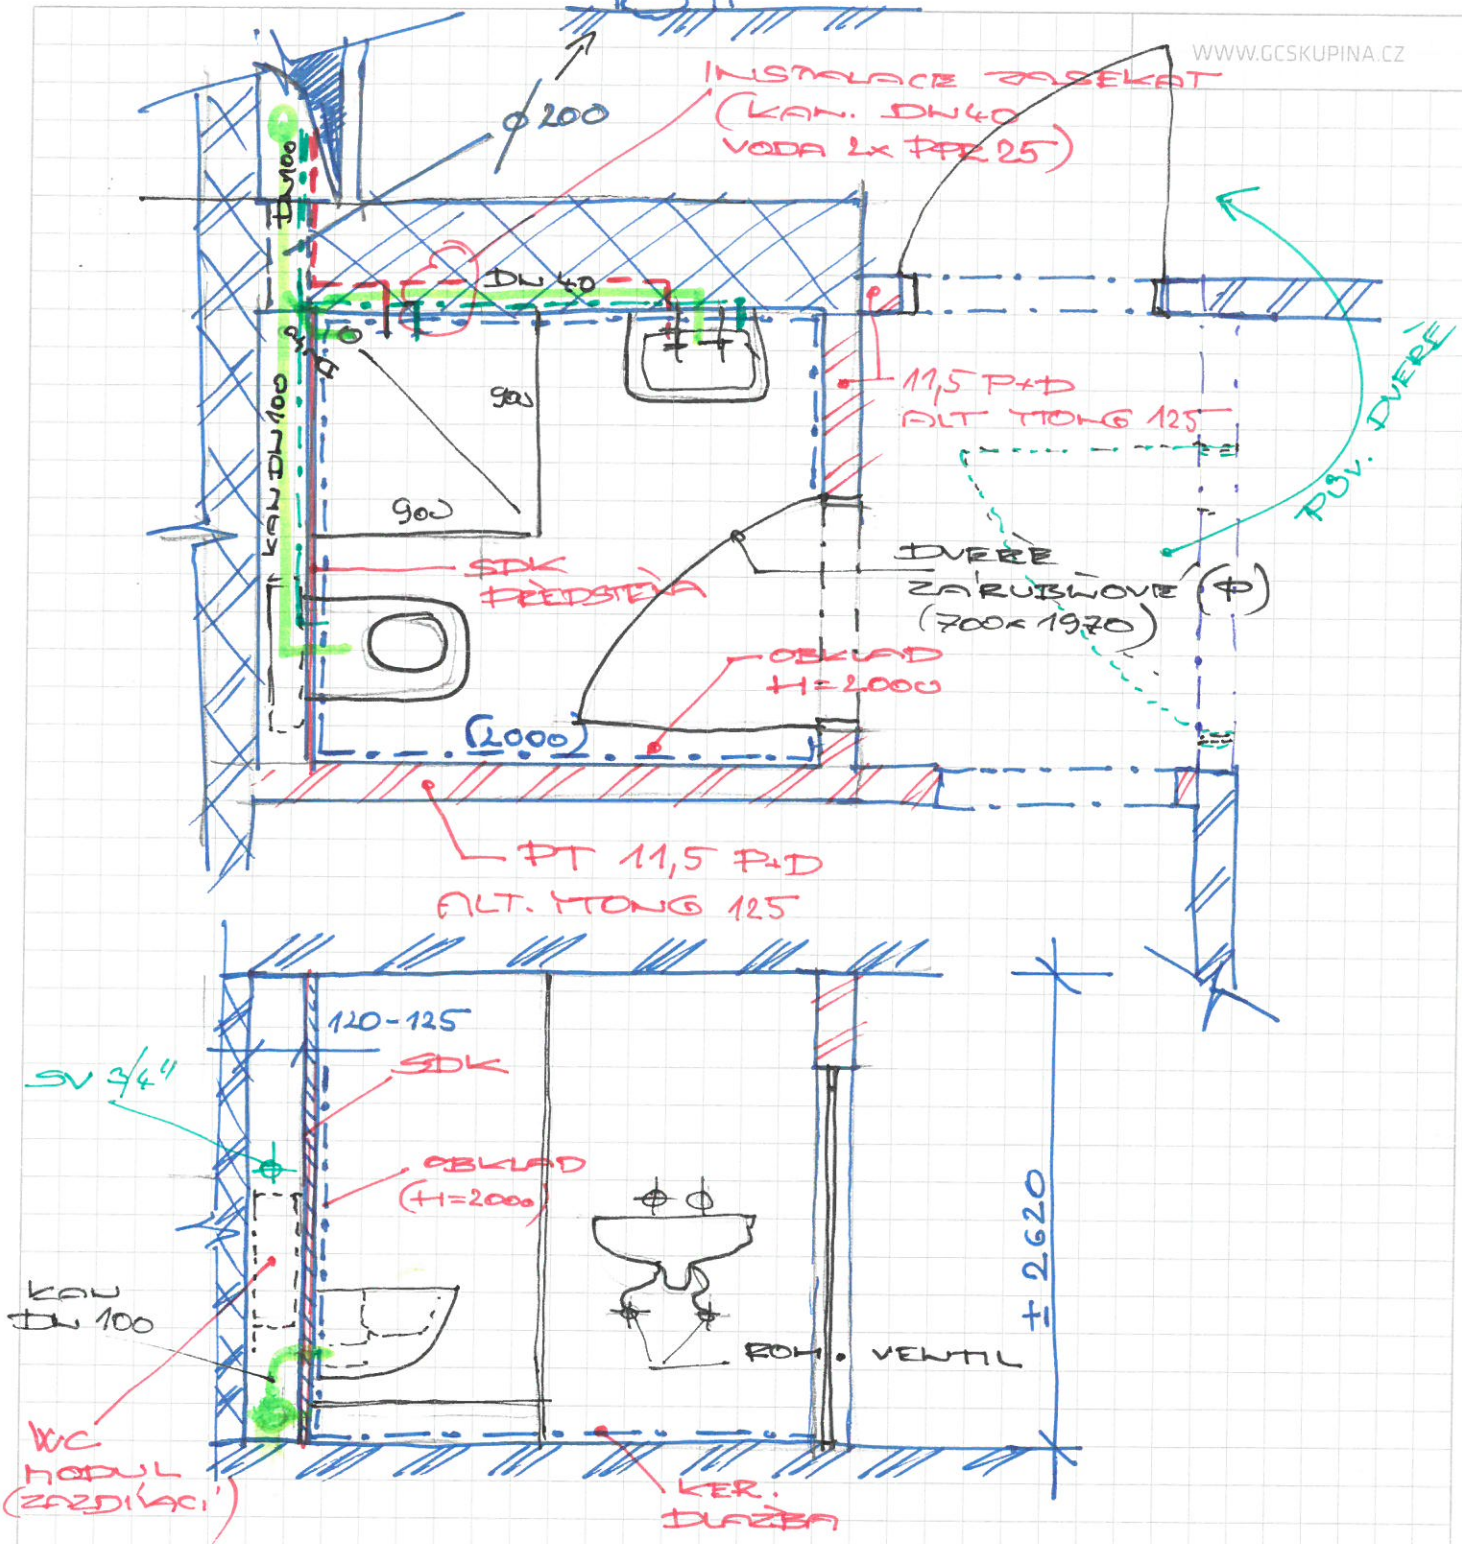 WWW.GCSKUPINA.CZ
INSTALACE ZASEKAT
(KAN. DN40
VODA 2x PPR 25)
ø 200
DN100
DN 40
KAN DN 100
900
900
11,5 P+D
ALT YTONG 125
PŮV. DVEŘE
SDK
PŘEDSTĚNA
DVEŘE
ZÁRUBŇOVÉ (P)
(700x1970)
OBKLAD
H=2000
(2000)
PT 11,5 P+D
ALT. YTONG 125
120-125
SDK
SV 3/4"
OBKLAD
(H=2000)
± 2620
KAN
DN 100
ROH. VENTIL
WC
MODUL
(ZAZDÍVACÍ)
KER.
DLAŽBA